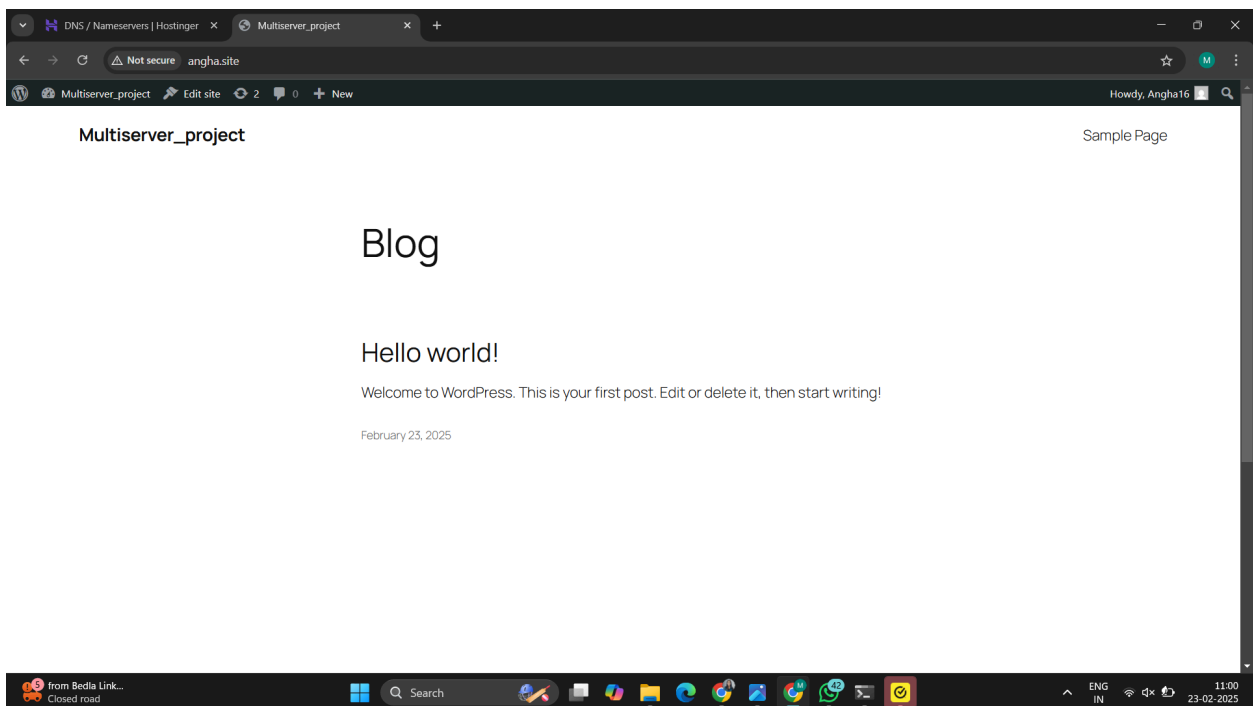 DNS / Nameservers | Hostinger
Multiserver_project
Not secure
angha.site
M
Multiserver_project
Edit site
2
0
New
Howdy, Angha16
Multiserver_project
Sample Page
Blog
Hello world!
Welcome to WordPress. This is your first post. Edit or delete it, then start writing!
February 23, 2025
5
from Bedla Link...
Closed road
Search
M
42
ENG
IN
11:00
23-02-2025